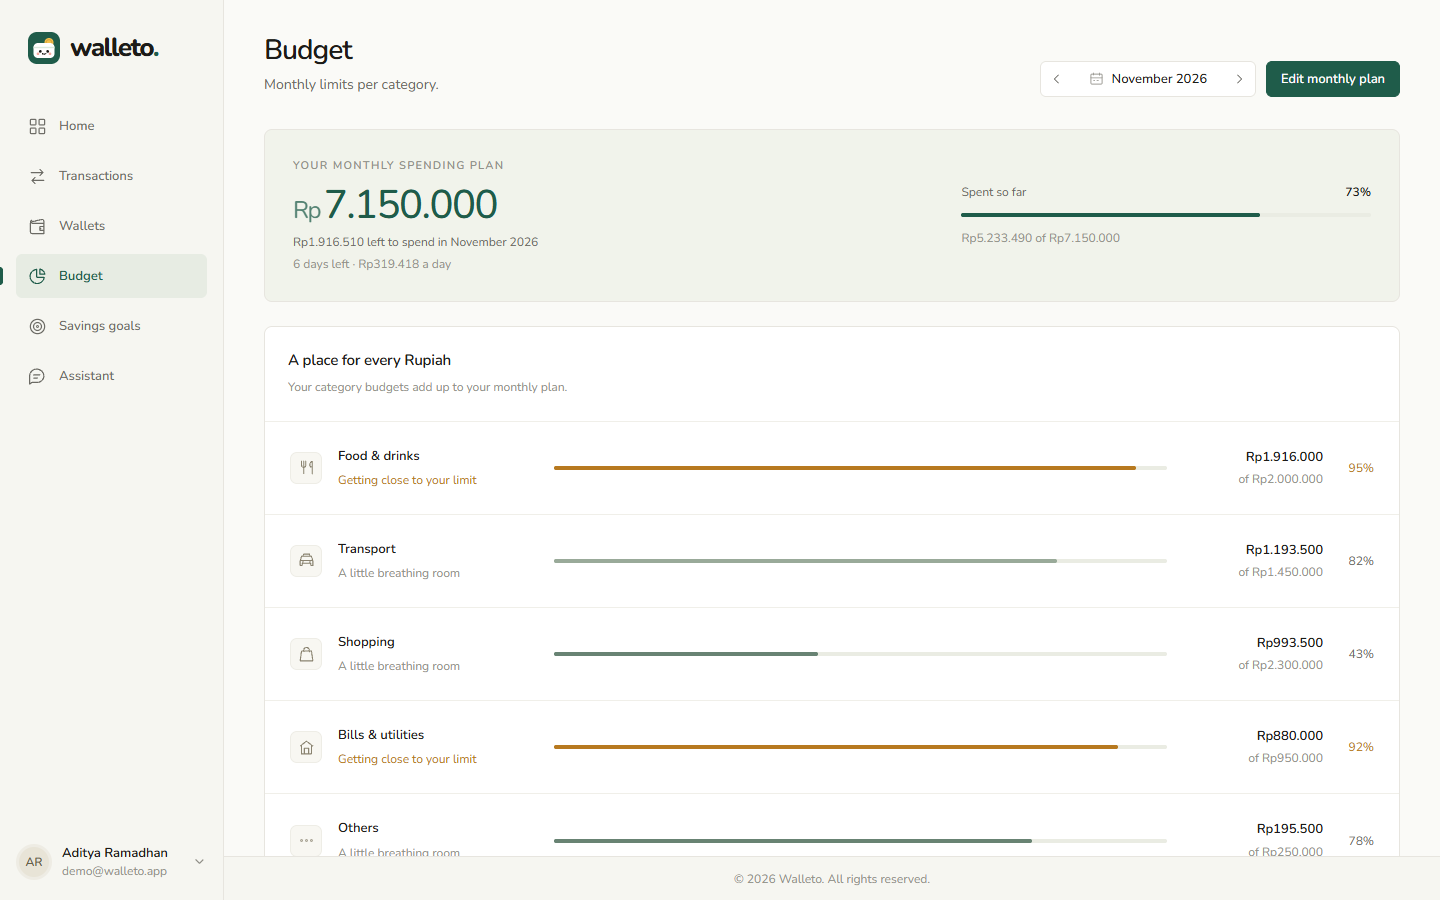 walleto.
Home
Transactions
Wallets
Budget
Savings goals
Assistant
AR
Aditya Ramadhan
demo@walleto.app
Budget
Monthly limits per category.
November 2026
Edit monthly plan
YOUR MONTHLY SPENDING PLAN
Rp 7.150.000
Rp1.916.510 left to spend in November 2026
6 days left · Rp319.418 a day
Spent so far 73%
Rp5.233.490 of Rp7.150.000
A place for every Rupiah
Your category budgets add up to your monthly plan.
Food & drinks
Getting close to your limit
Rp1.916.000
of Rp2.000.000
95%
Transport
A little breathing room
Rp1.193.500
of Rp1.450.000
82%
Shopping
A little breathing room
Rp993.500
of Rp2.300.000
43%
Bills & utilities
Getting close to your limit
Rp880.000
of Rp950.000
92%
Others
A little breathing room
Rp195.500
of Rp250.000
78%
© 2026 Walleto. All rights reserved.